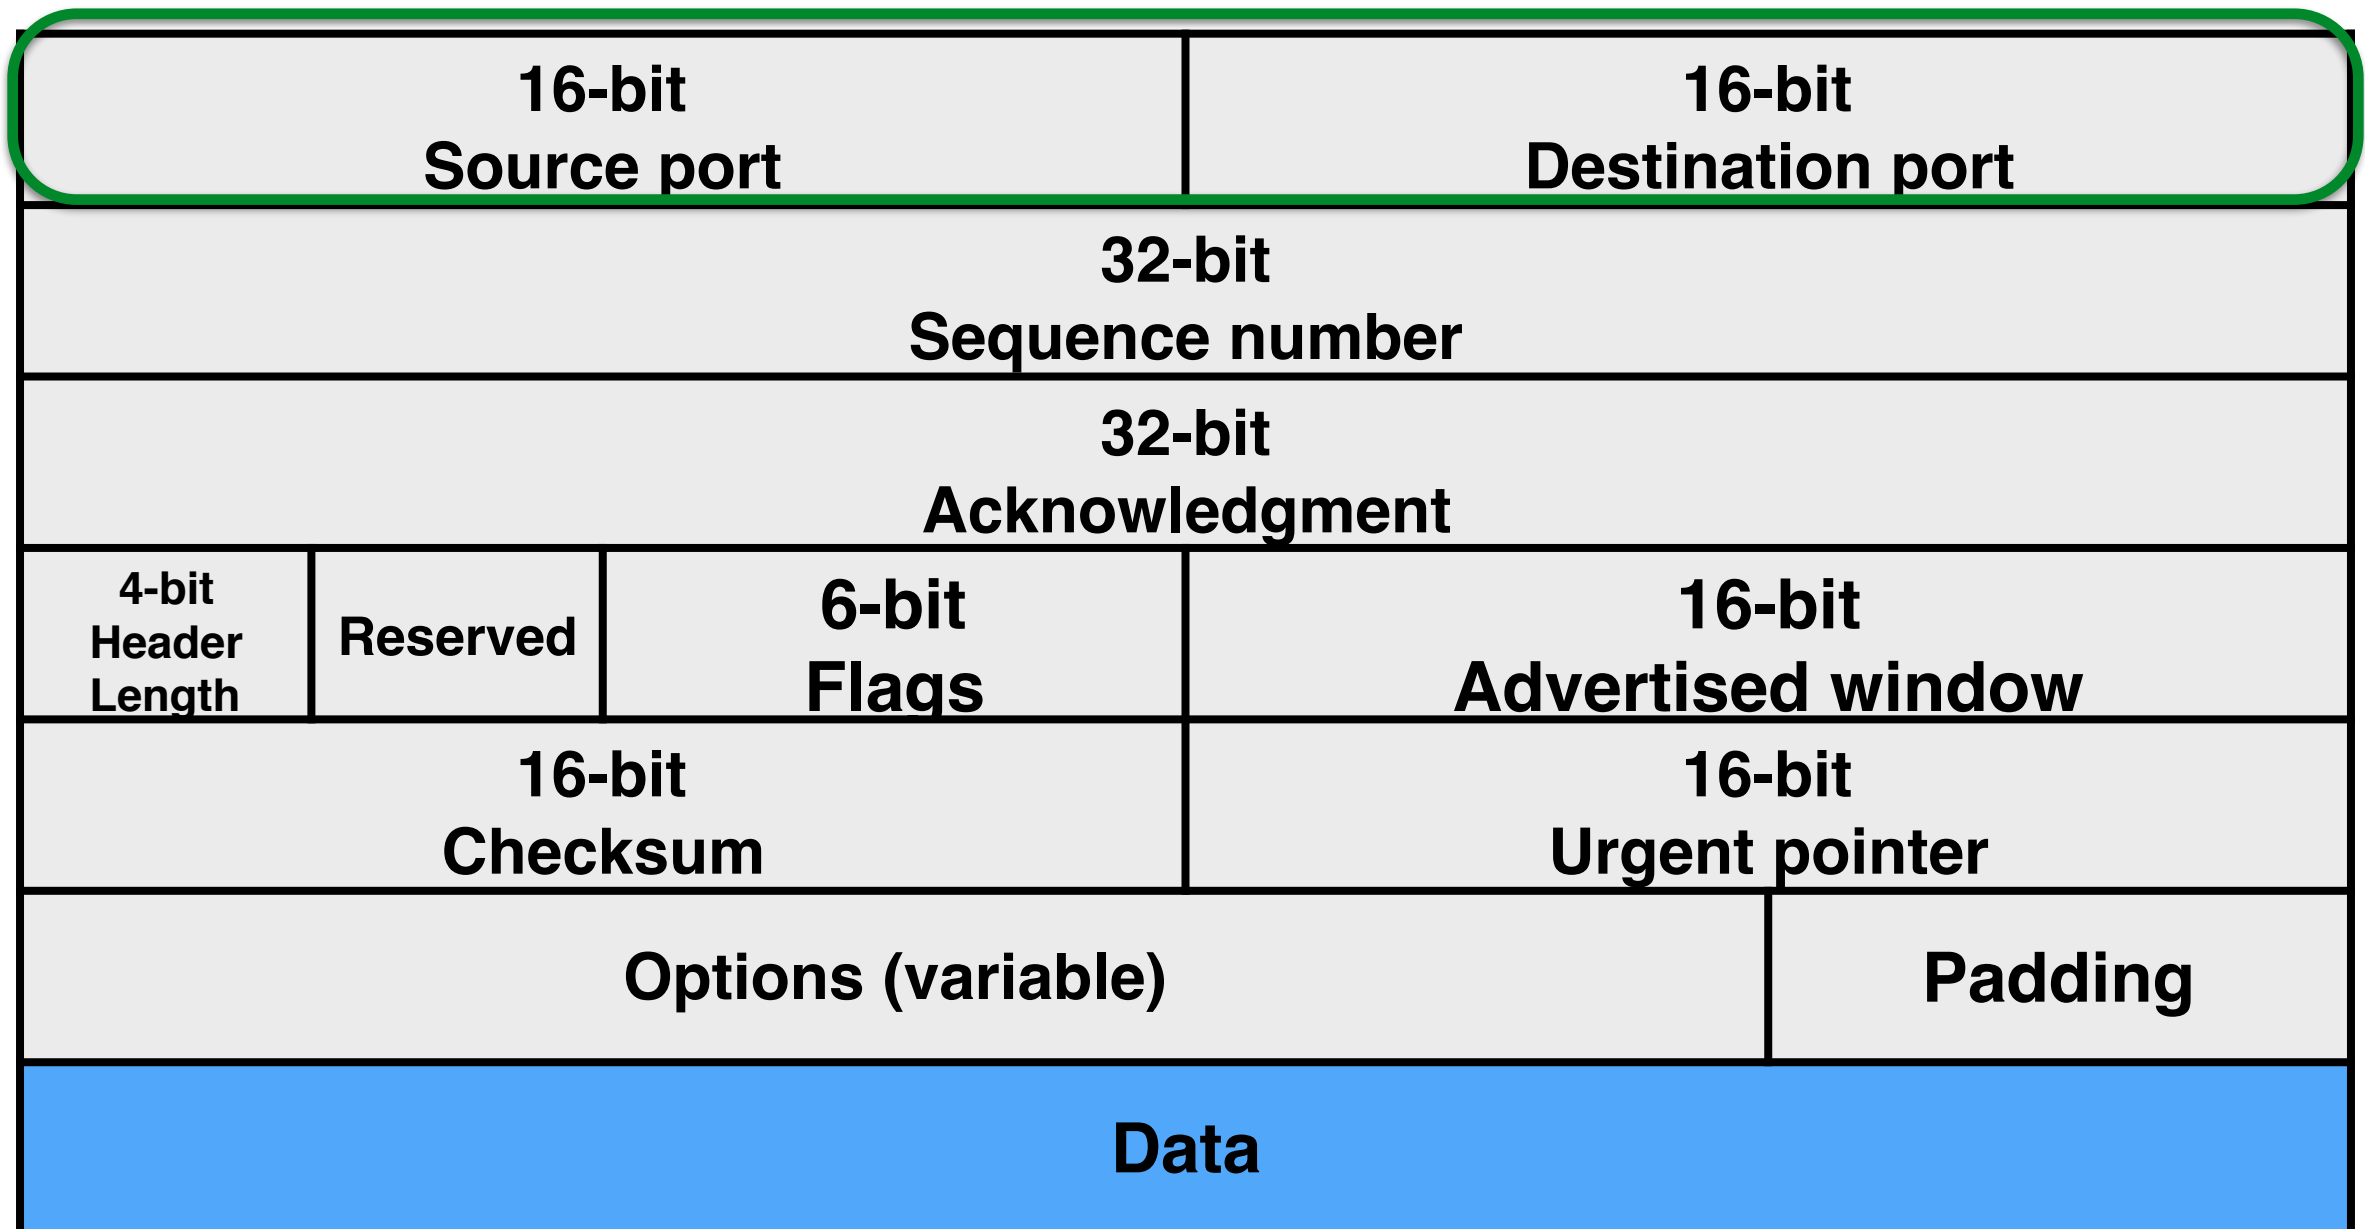 16-bit
Source port
16-bit
Destination port
32-bit
Sequence number
32-bit
Acknowledgment
4-bit
Header
Length
Reserved
6-bit
Flags
16-bit
Advertised window
16-bit
Checksum
16-bit
Urgent pointer
Options (variable)
Padding
Data